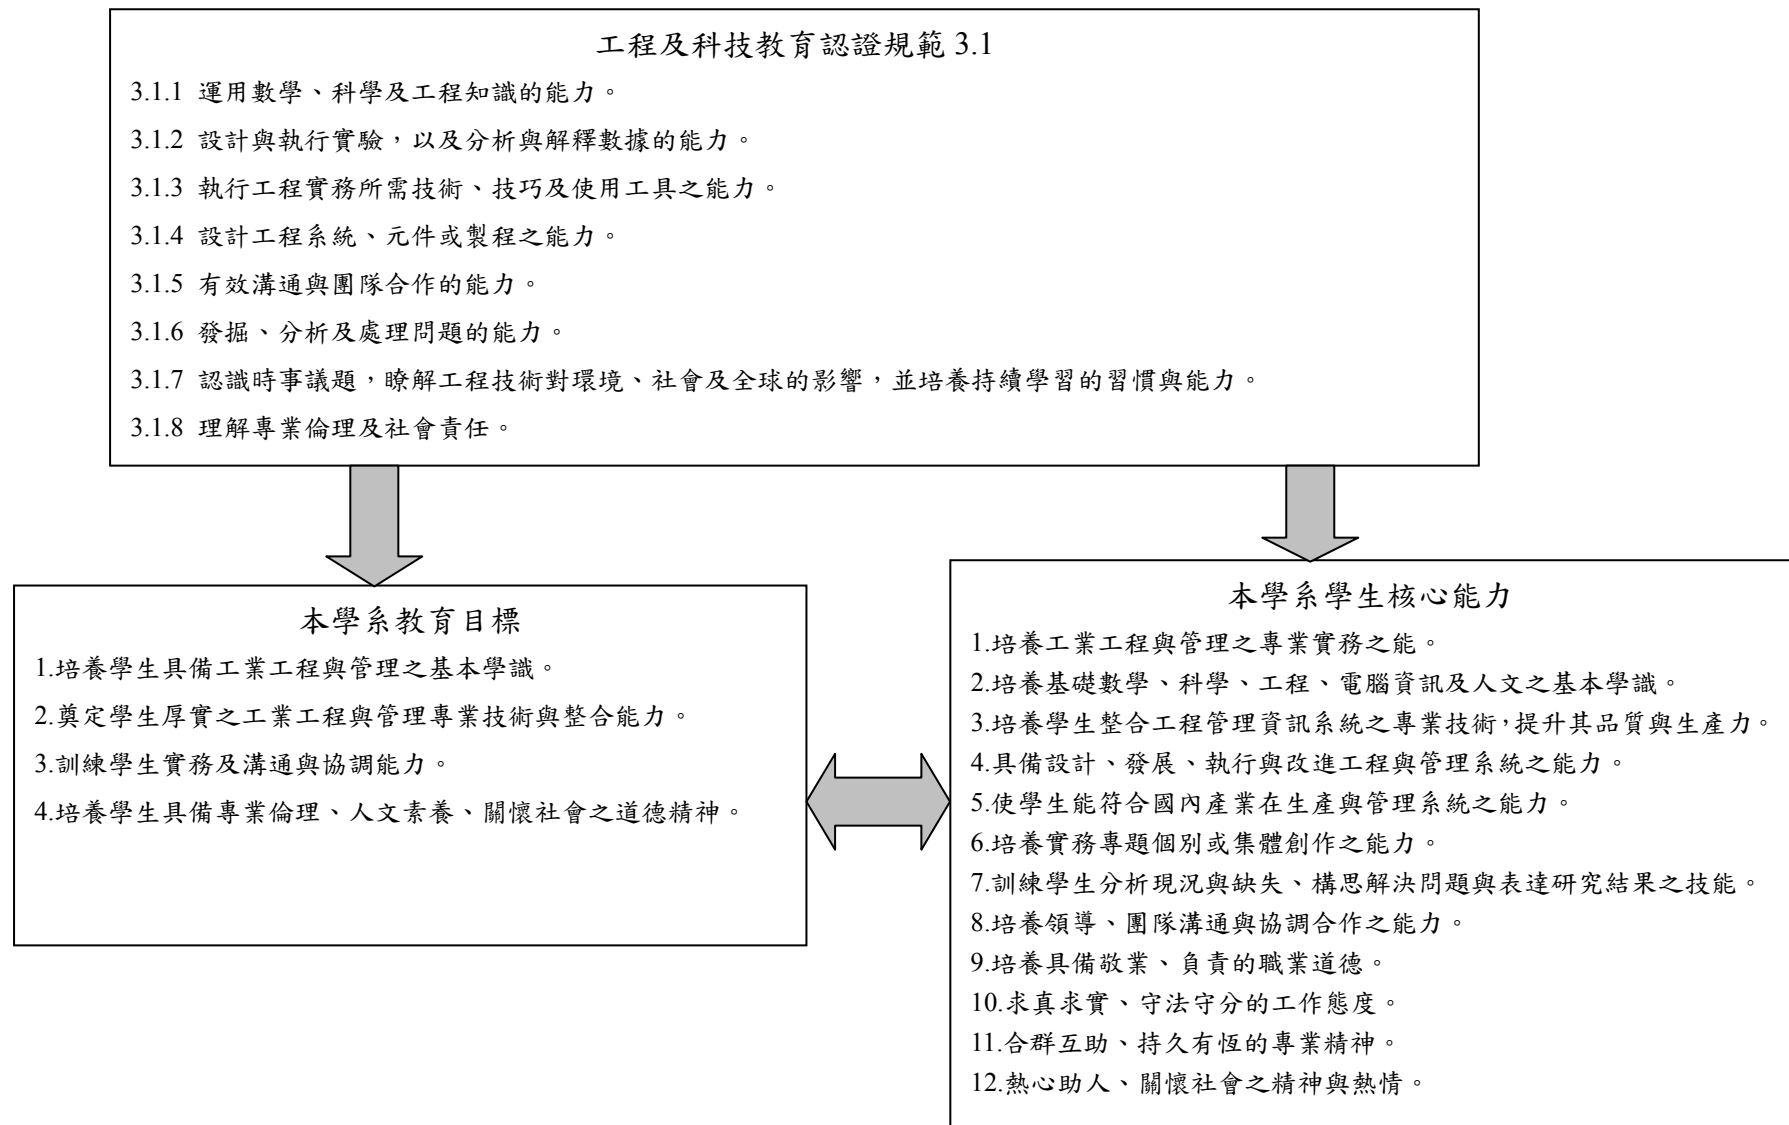 工程及科技教育認證規範 3.1
3.1.1 運用數學、科學及工程知識的能力。
3.1.2 設計與執行實驗，以及分析與解釋數據的能力。
3.1.3 執行工程實務所需技術、技巧及使用工具之能力。
3.1.4 設計工程系統、元件或製程之能力。
3.1.5 有效溝通與團隊合作的能力。
3.1.6 發掘、分析及處理問題的能力。
3.1.7 認識時事議題，瞭解工程技術對環境、社會及全球的影響，並培養持續學習的習慣與能力。
3.1.8 理解專業倫理及社會責任。
本學系教育目標
1.培養學生具備工業工程與管理之基本學識。
2.奠定學生厚實之工業工程與管理專業技術與整合能力。
3.訓練學生實務及溝通與協調能力。
4.培養學生具備專業倫理、人文素養、關懷社會之道德精神。
本學系學生核心能力
1.培養工業工程與管理之專業實務之能。
2.培養基礎數學、科學、工程、電腦資訊及人文之基本學識。
3.培養學生整合工程管理資訊系統之專業技術，提升其品質與生產力。
4.具備設計、發展、執行與改進工程與管理系統之能力。
5.使學生能符合國內產業在生產與管理系統之能力。
6.培養實務專題個別或集體創作之能力。
7.訓練學生分析現況與缺失、構思解決問題與表達研究結果之技能。
8.培養領導、團隊溝通與協調合作之能力。
9.培養具備敬業、負責的職業道德。
10.求真求實、守法守分的工作態度。
11.合群互助、持久有恆的專業精神。
12.熱心助人、關懷社會之精神與熱情。